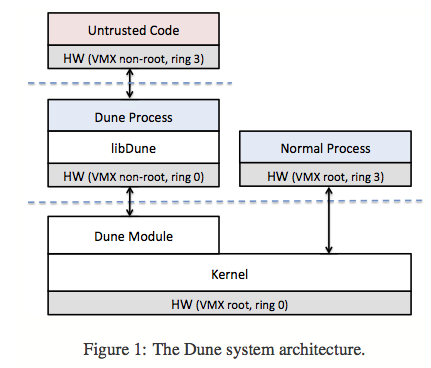 Untrusted Code
HW (VMX non-root, ring 3)
Dune Process
libDune
HW (VMX non-root, ring 0)
Normal Process
HW (VMX root, ring 3)
Dune Module
Kernel
HW (VMX root, ring 0)
Figure 1: The Dune system architecture.